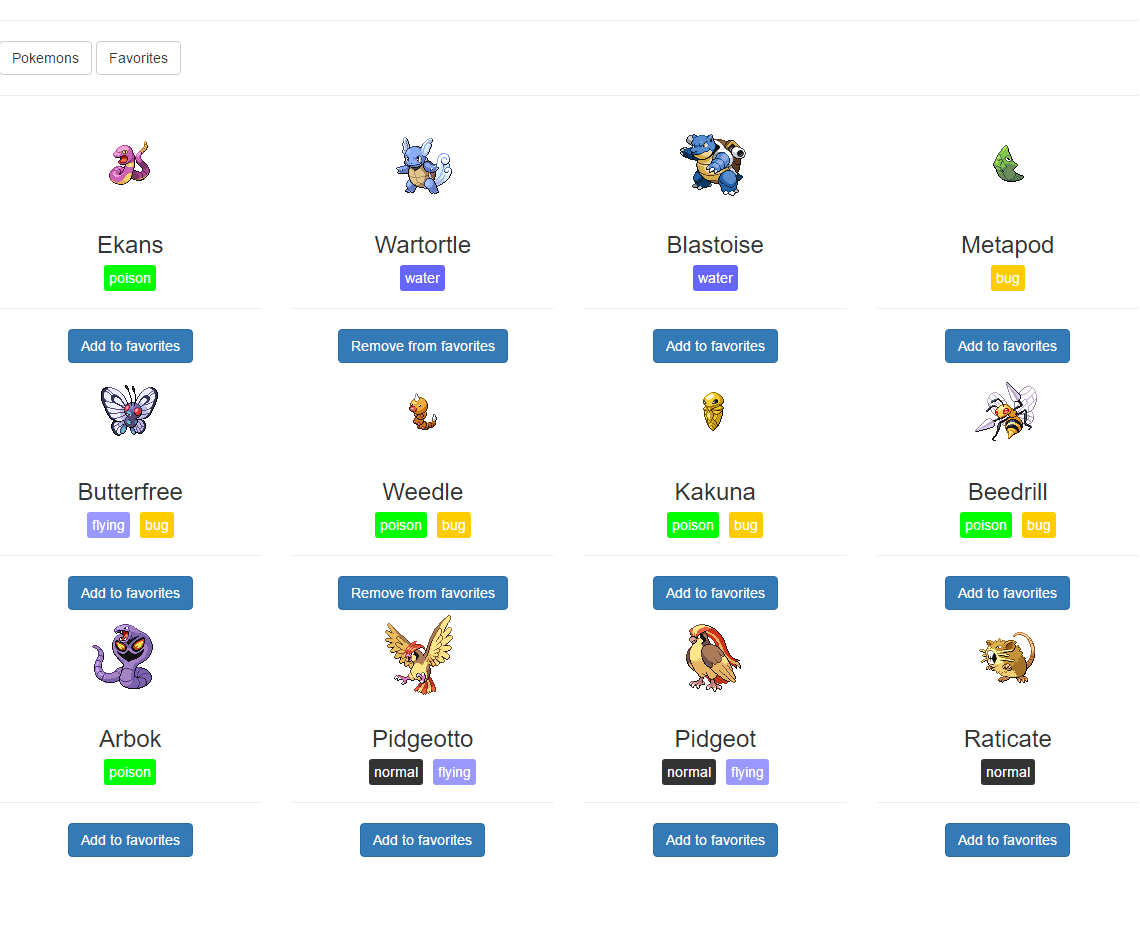 Pokemons Favorites
Ekans Wartortle Blastoise Metapod
poison water water bug
Add to favorites Remove from favorites Add to favorites Add to favorites
Butterfree Weedle Kakuna Beedrill
flying bug poison bug poison bug poison bug
Add to favorites Remove from favorites Add to favorites Add to favorites
Arbok Pidgeotto Pidgeot Raticate
poison normal flying normal flying normal
Add to favorites Add to favorites Add to favorites Add to favorites